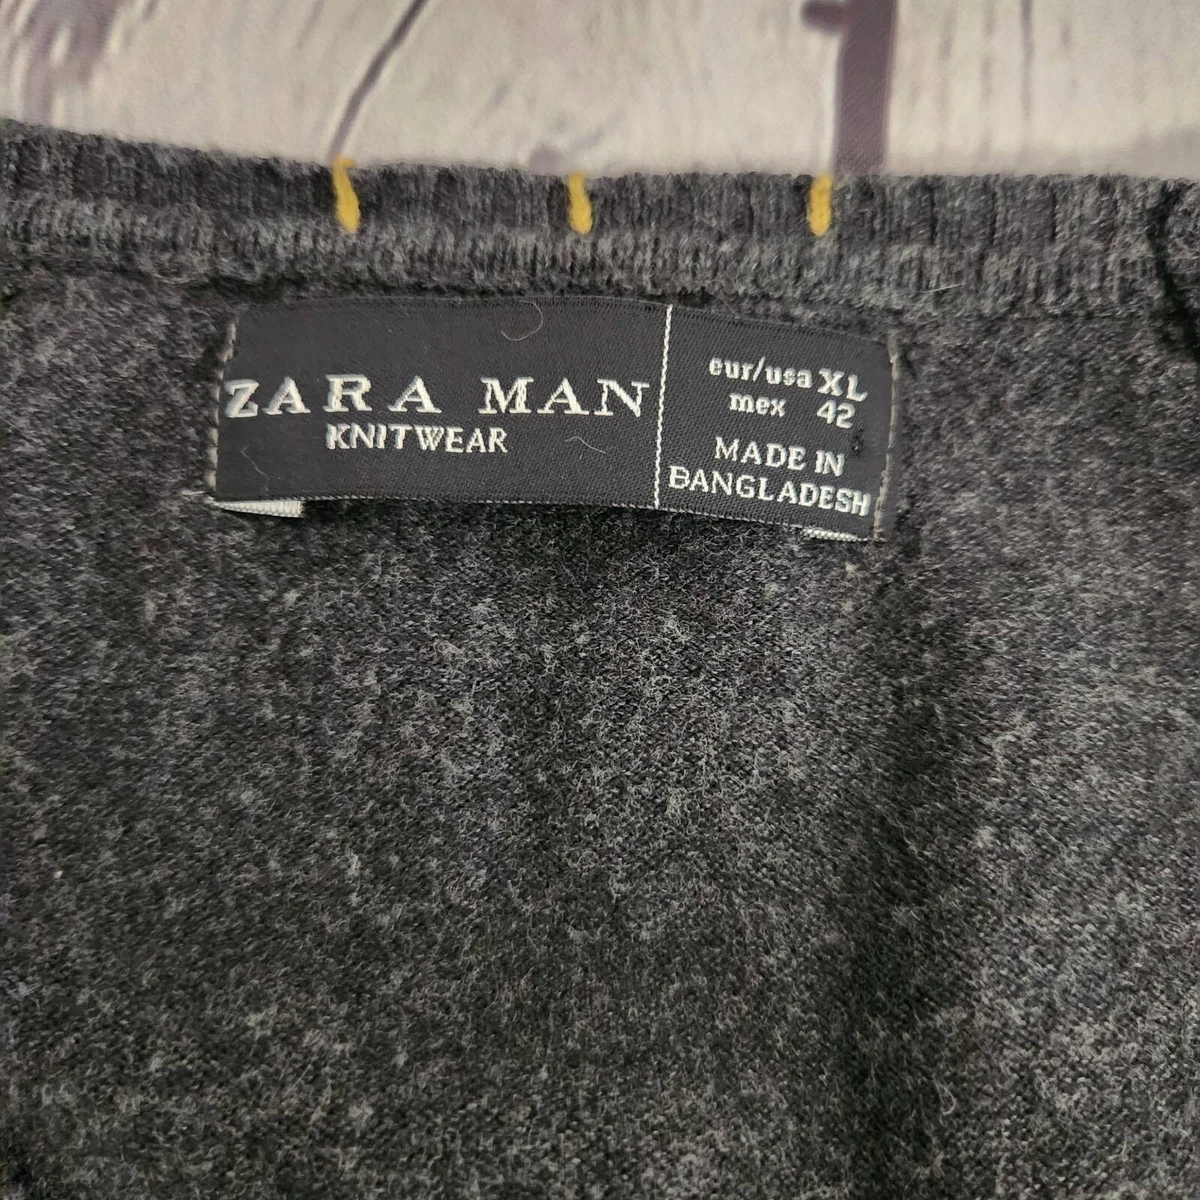 ZARA MAN
KNITWEAR
eur/usa XL
mex 42
MADE IN
BANGLADESH